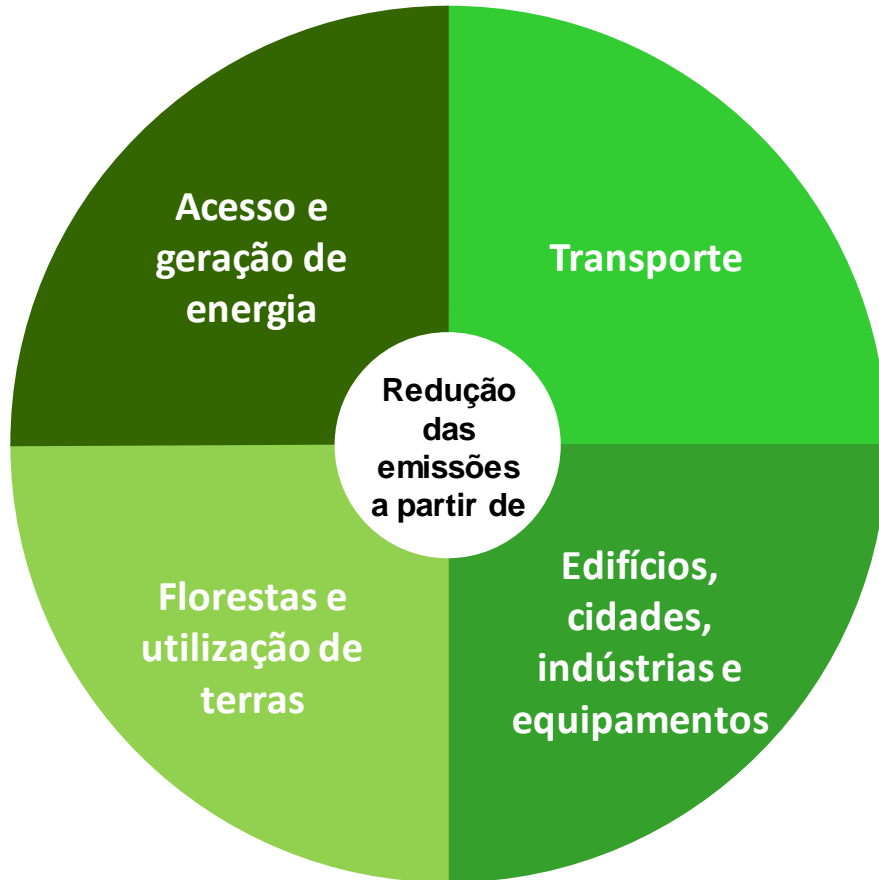 Acesso e
geração de
energia
Transporte
Redução
das
emissões
a partir de
Florestas e
utilização de
terras
Edifícios,
cidades,
indústrias e
equipamentos